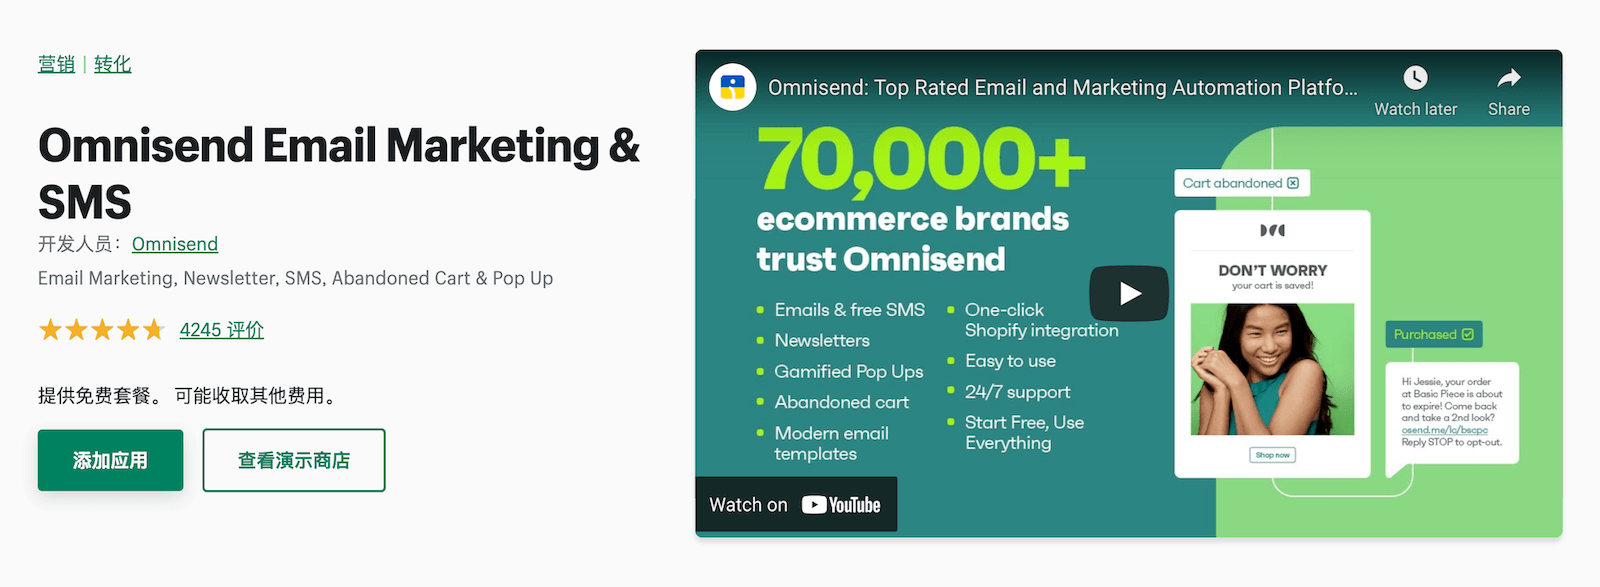 营销 | 转化
Omnisend Email Marketing &
SMS
开发人员： Omnisend
Email Marketing, Newsletter, SMS, Abandoned Cart & Pop Up
4245 评价
提供免费套餐。 可能收取其他费用。
添加应用
查看演示商店
Omnisend: Top Rated Email and Marketing Automation Platfo...
Watch later
Share
70,000+
ecommerce brands
trust Omnisend
Emails & free SMS
Newsletters
Gamified Pop Ups
Abandoned cart
Modern email
templates
One-click
Shopify integration
Easy to use
24/7 support
Start Free, Use
Everything
Cart abandoned
DON'T WORRY
your cart is saved!
Shop now
Purchased
Hi Jessie, your order
at Basic Piece is about
to expire! Come back
and take a 2nd look?
osend.me/lc/bscpc
Reply STOP to opt-out.
Watch on YouTube